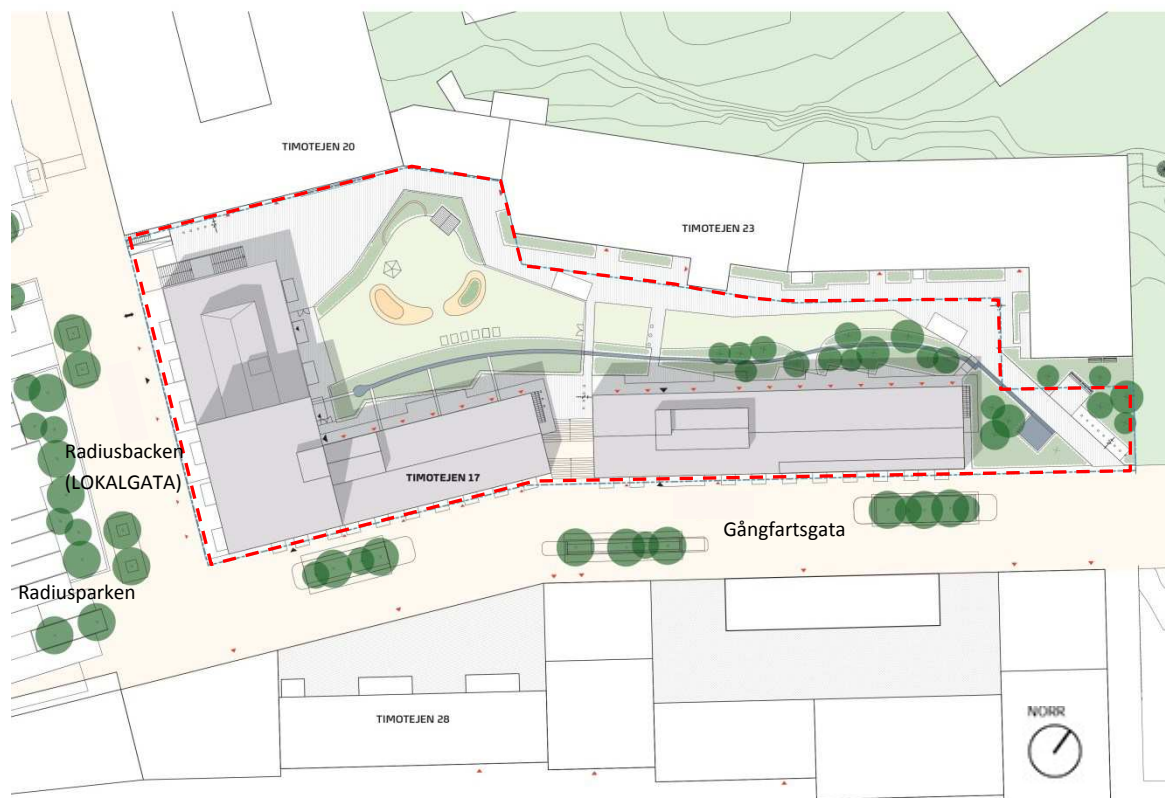 TIMOTEJEN 20
TIMOTEJEN 23
Radiusbacken
(LOKALGATA)
TIMOTEJEN 17
Gångfartsgata
Radiusparken
TIMOTEJEN 28
NORR